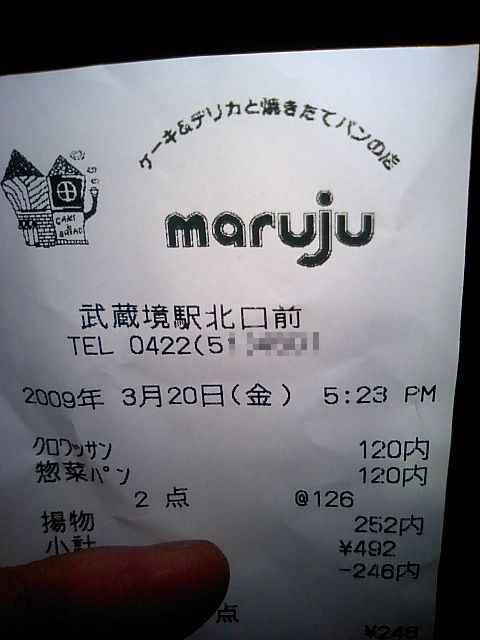 ケーキ&デリカと焼きたてパンの店
CAKE
&
BREAD
maruju
武蔵境駅北口前
TEL 0422(5
2009年 3月20日(金) 5:23 PM
クロワッサン 120内
惣菜パン 120内
2 点 @126
揚物 252内
小計 ¥492
-246内
点
¥246